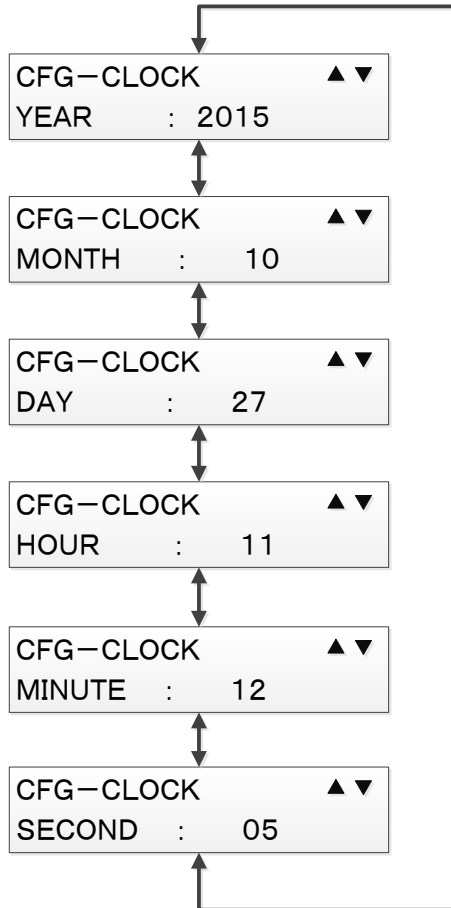 CFG-CLOCK ▲ ▼
YEAR : 2015
CFG-CLOCK ▲ ▼
MONTH : 10
CFG-CLOCK ▲ ▼
DAY : 27
CFG-CLOCK ▲ ▼
HOUR : 11
CFG-CLOCK ▲ ▼
MINUTE : 12
CFG-CLOCK ▲ ▼
SECOND : 05